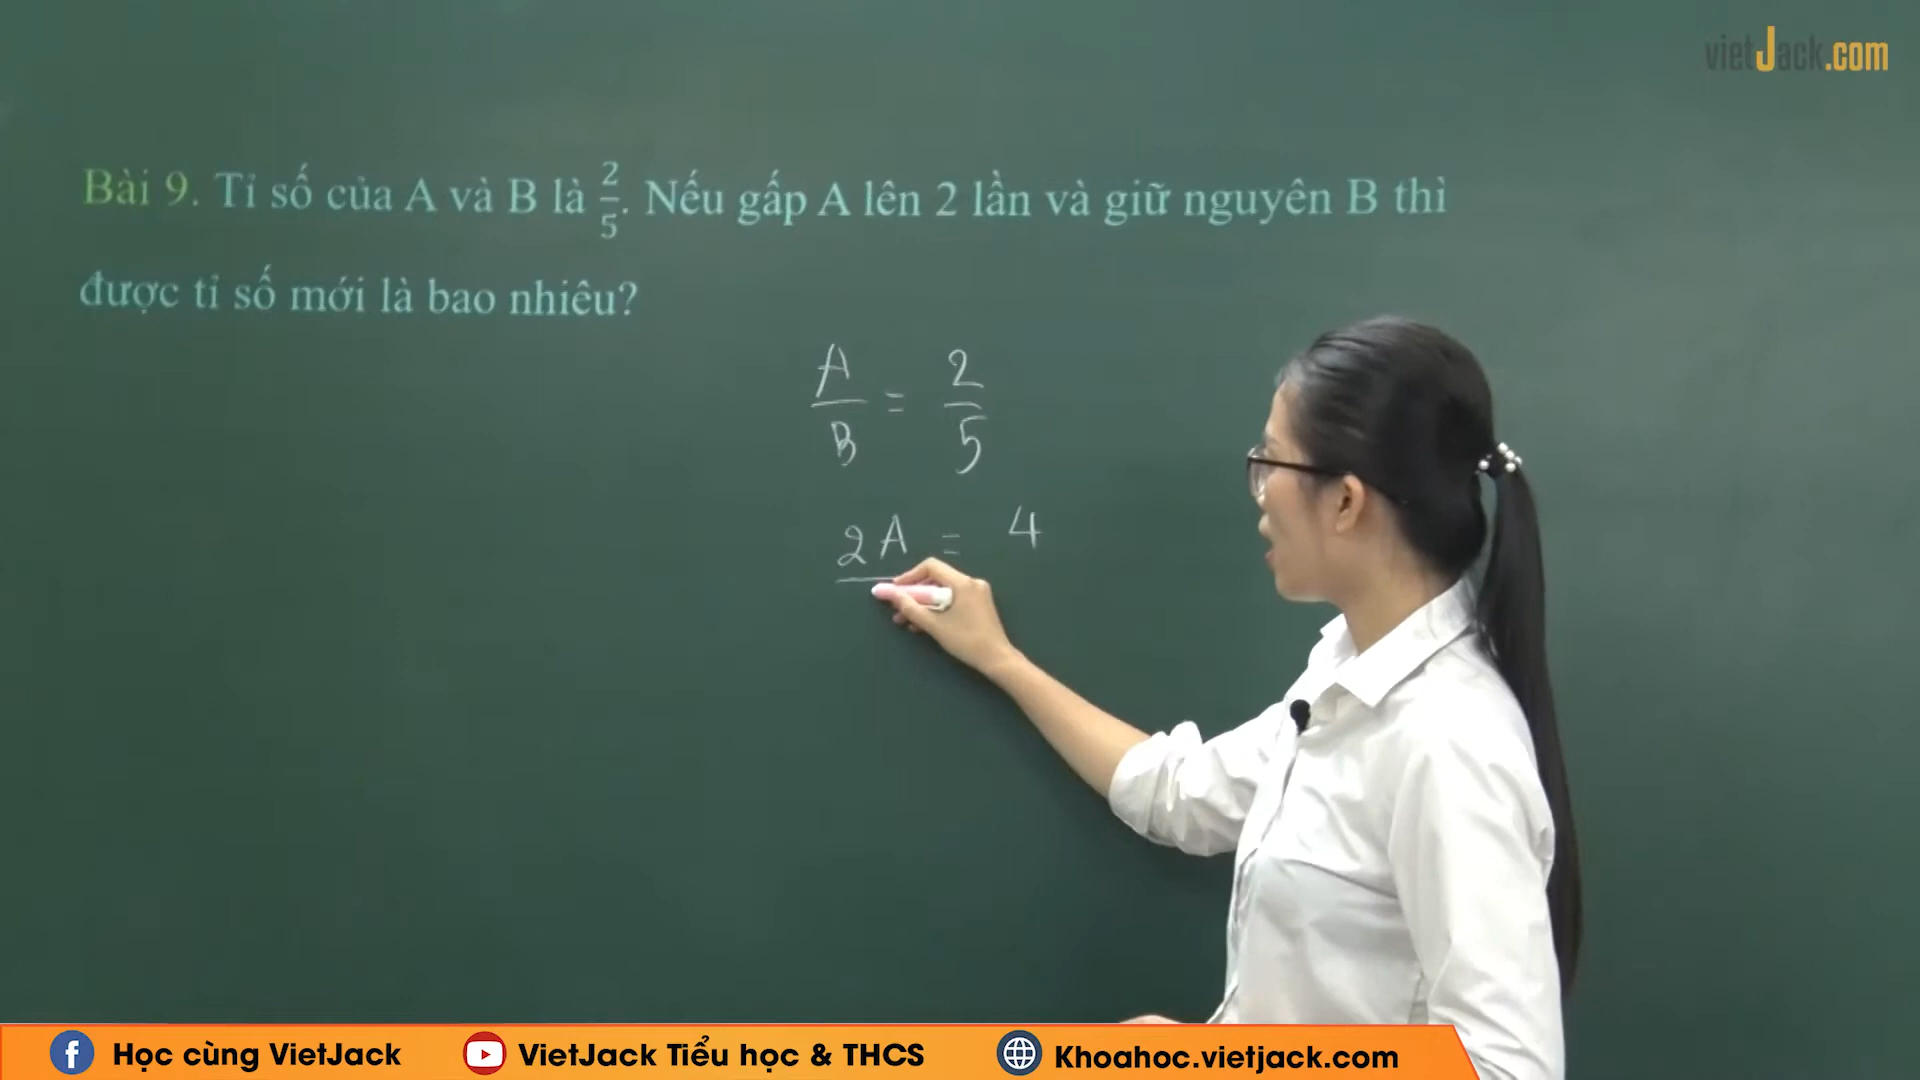 vietJack.com
Bài 9. Tỉ số của A và B là 2/5. Nếu gấp A lên 2 lần và giữ nguyên B thì
được tỉ số mới là bao nhiêu?
A/B = 2/5
2A = 4
Học cùng VietJack
VietJack Tiểu học & THCS
Khoahoc.vietjack.com